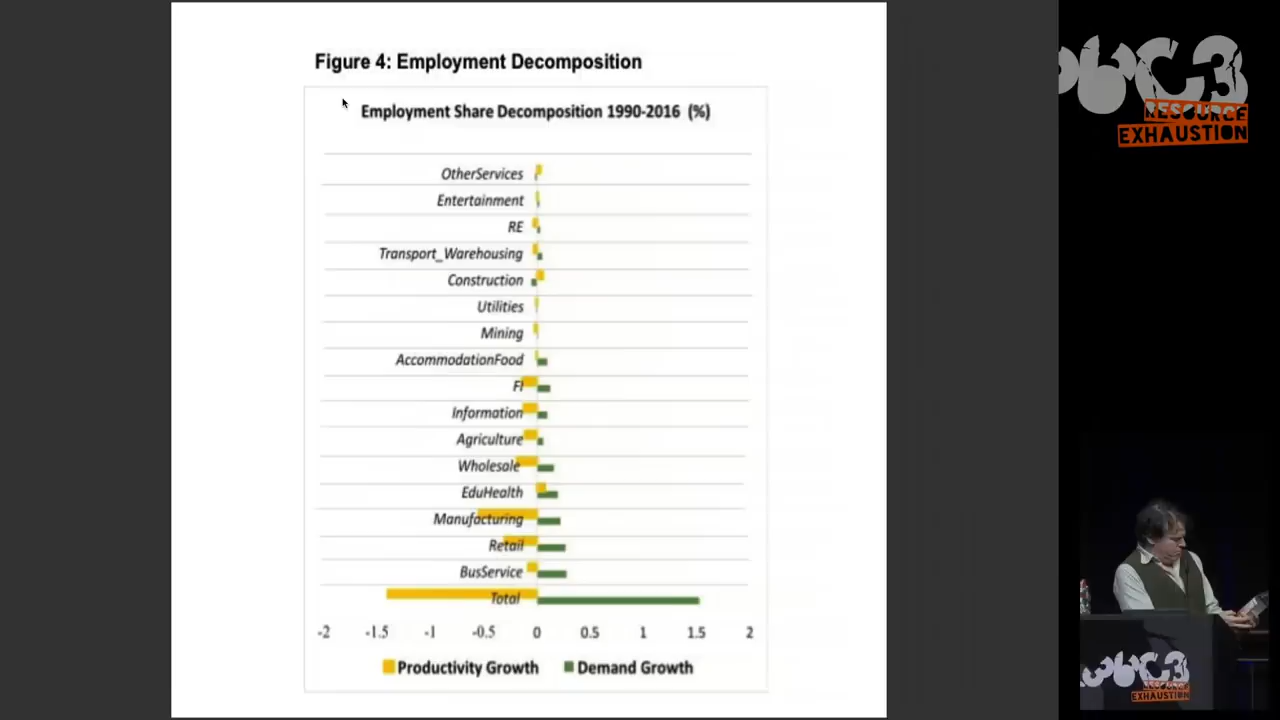 Figure 4: Employment Decomposition
Employment Share Decomposition 1990-2016 (%)
OtherServices
Entertainment
RE
Transport_Warehousing
Construction
Utilities
Mining
AccommodationFood
FI
Information
Agriculture
Wholesale
EduHealth
Manufacturing
Retail
BusService
Total
-2 -1.5 -1 -0.5 0 0.5 1 1.5 2
Productivity Growth Demand Growth
RESOURCE
EXHAUSTION
RESOURCE
EXHAUSTION